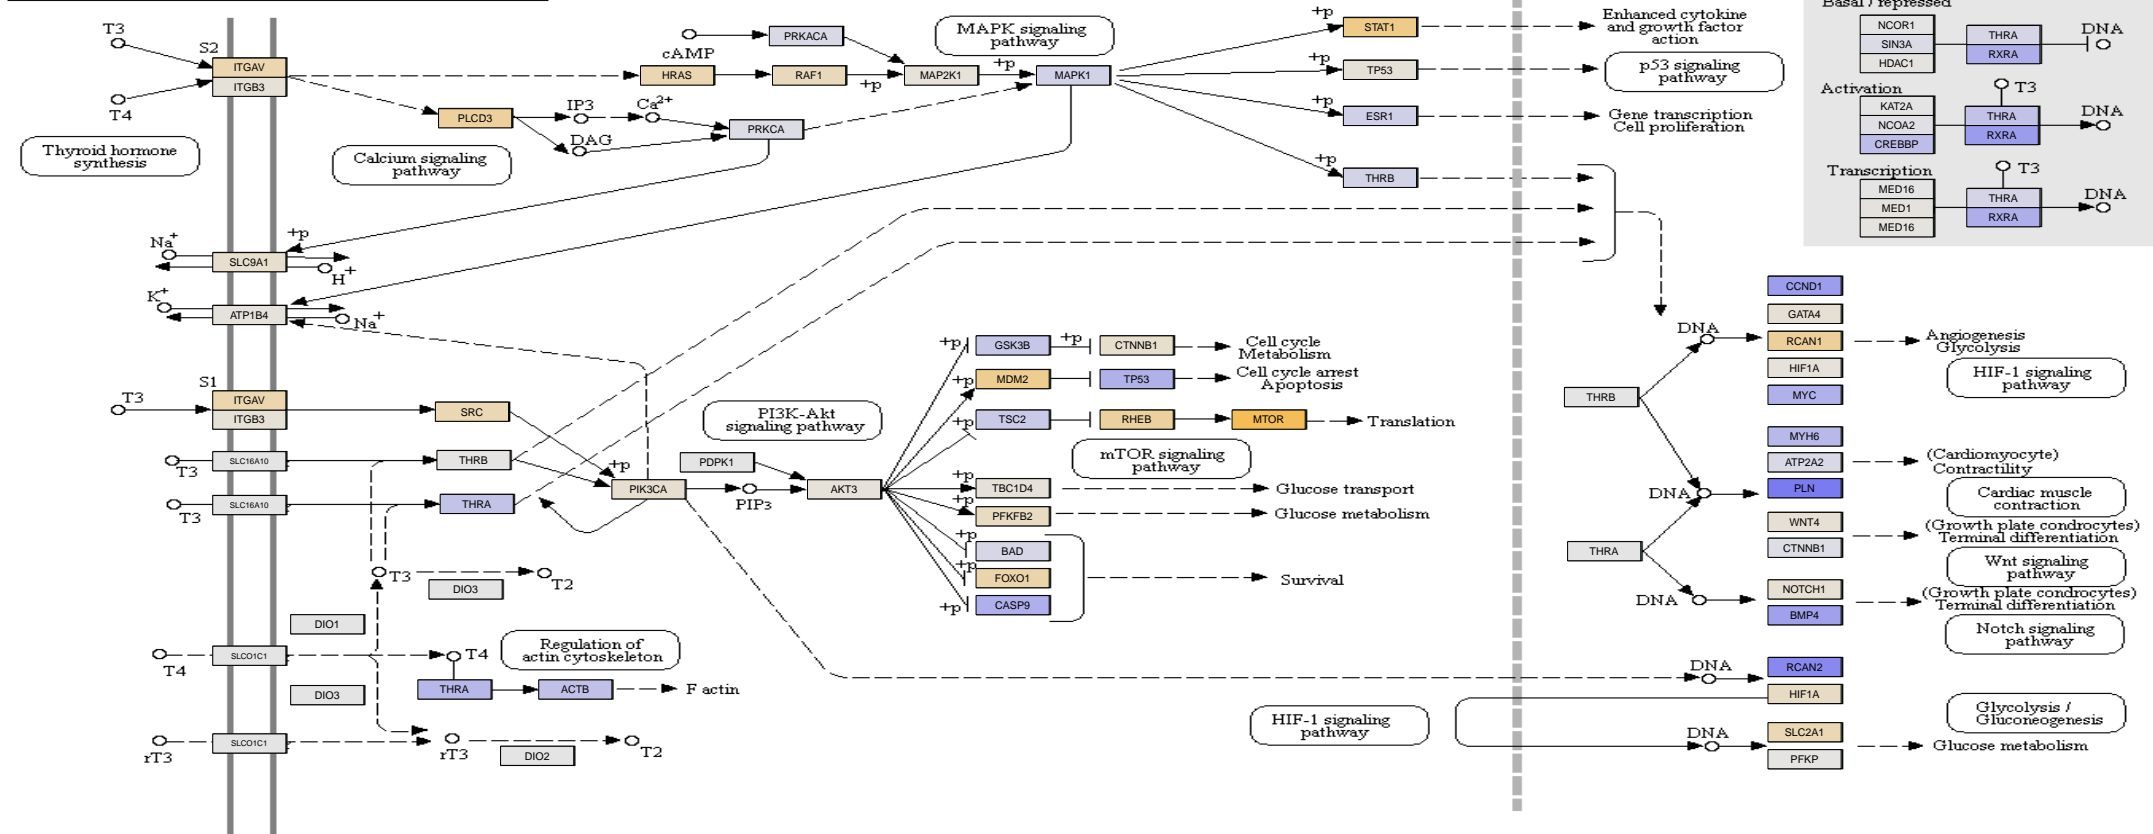 Basal / repressed
NCOR1
SIN3A
HDAC1
THRA
RXRA
DNA
Activation
KAT2A
NCOA2
CREBBP
T3
THRA
RXRA
DNA
Transcription
MED16
MED1
MED16
T3
THRA
RXRA
DNA
T3
S2
ITGAV
ITGB3
T4
Thyroid hormone
synthesis
cAMP
PRKACA
MAPK signaling
pathway
HRAS
RAF1
+p
MAP2K1
+p
MAPK1
PLCD3
IP3
Ca2+
DAG
PRKCA
Calcium signaling
pathway
+p
STAT1
Enhanced cytokine
and growth factor
action
+p
TP53
p53 signaling
pathway
+p
ESR1
Gene transcription
Cell proliferation
+p
THRB
Na+
+p
SLC9A1
H+
K+
ATP1B4
Na+
S1
T3
ITGAV
ITGB3
SRC
T3
SLC16A10
THRB
T3
SLC16A10
THRA
+p
PIK3CA
PIP3
PDPK1
AKT3
PI3K-Akt
signaling pathway
+p
GSK3B
+p
CTNNB1
Cell cycle
Metabolism
+p
MDM2
TP53
Cell cycle arrest
Apoptosis
+p
TSC2
RHEB
MTOR
Translation
mTOR signaling
pathway
+p
TBC1D4
Glucose transport
+p
PFKFB2
Glucose metabolism
+p
BAD
+p
FOXO1
Survival
+p
CASP9
T3
DIO3
T2
DIO1
T4
SLCO1C1
T4
Regulation of
actin cytoskeleton
DIO3
THRA
ACTB
F actin
rT3
SLCO1C1
rT3
DIO2
T2
HIF-1 signaling
pathway
THRB
THRA
DNA
DNA
DNA
DNA
DNA
CCND1
GATA4
RCAN1
HIF1A
MYC
Angiogenesis
Glycolysis
HIF-1 signaling
pathway
MYH6
ATP2A2
PLN
(Cardiomyocyte)
Contractility
Cardiac muscle
contraction
WNT4
CTNNB1
(Growth plate condrocytes)
Terminal differentiation
Wnt signaling
pathway
NOTCH1
BMP4
(Growth plate condrocytes)
Terminal differentiation
Notch signaling
pathway
RCAN2
HIF1A
SLC2A1
PFKP
Glycolysis /
Gluconeogenesis
Glucose metabolism